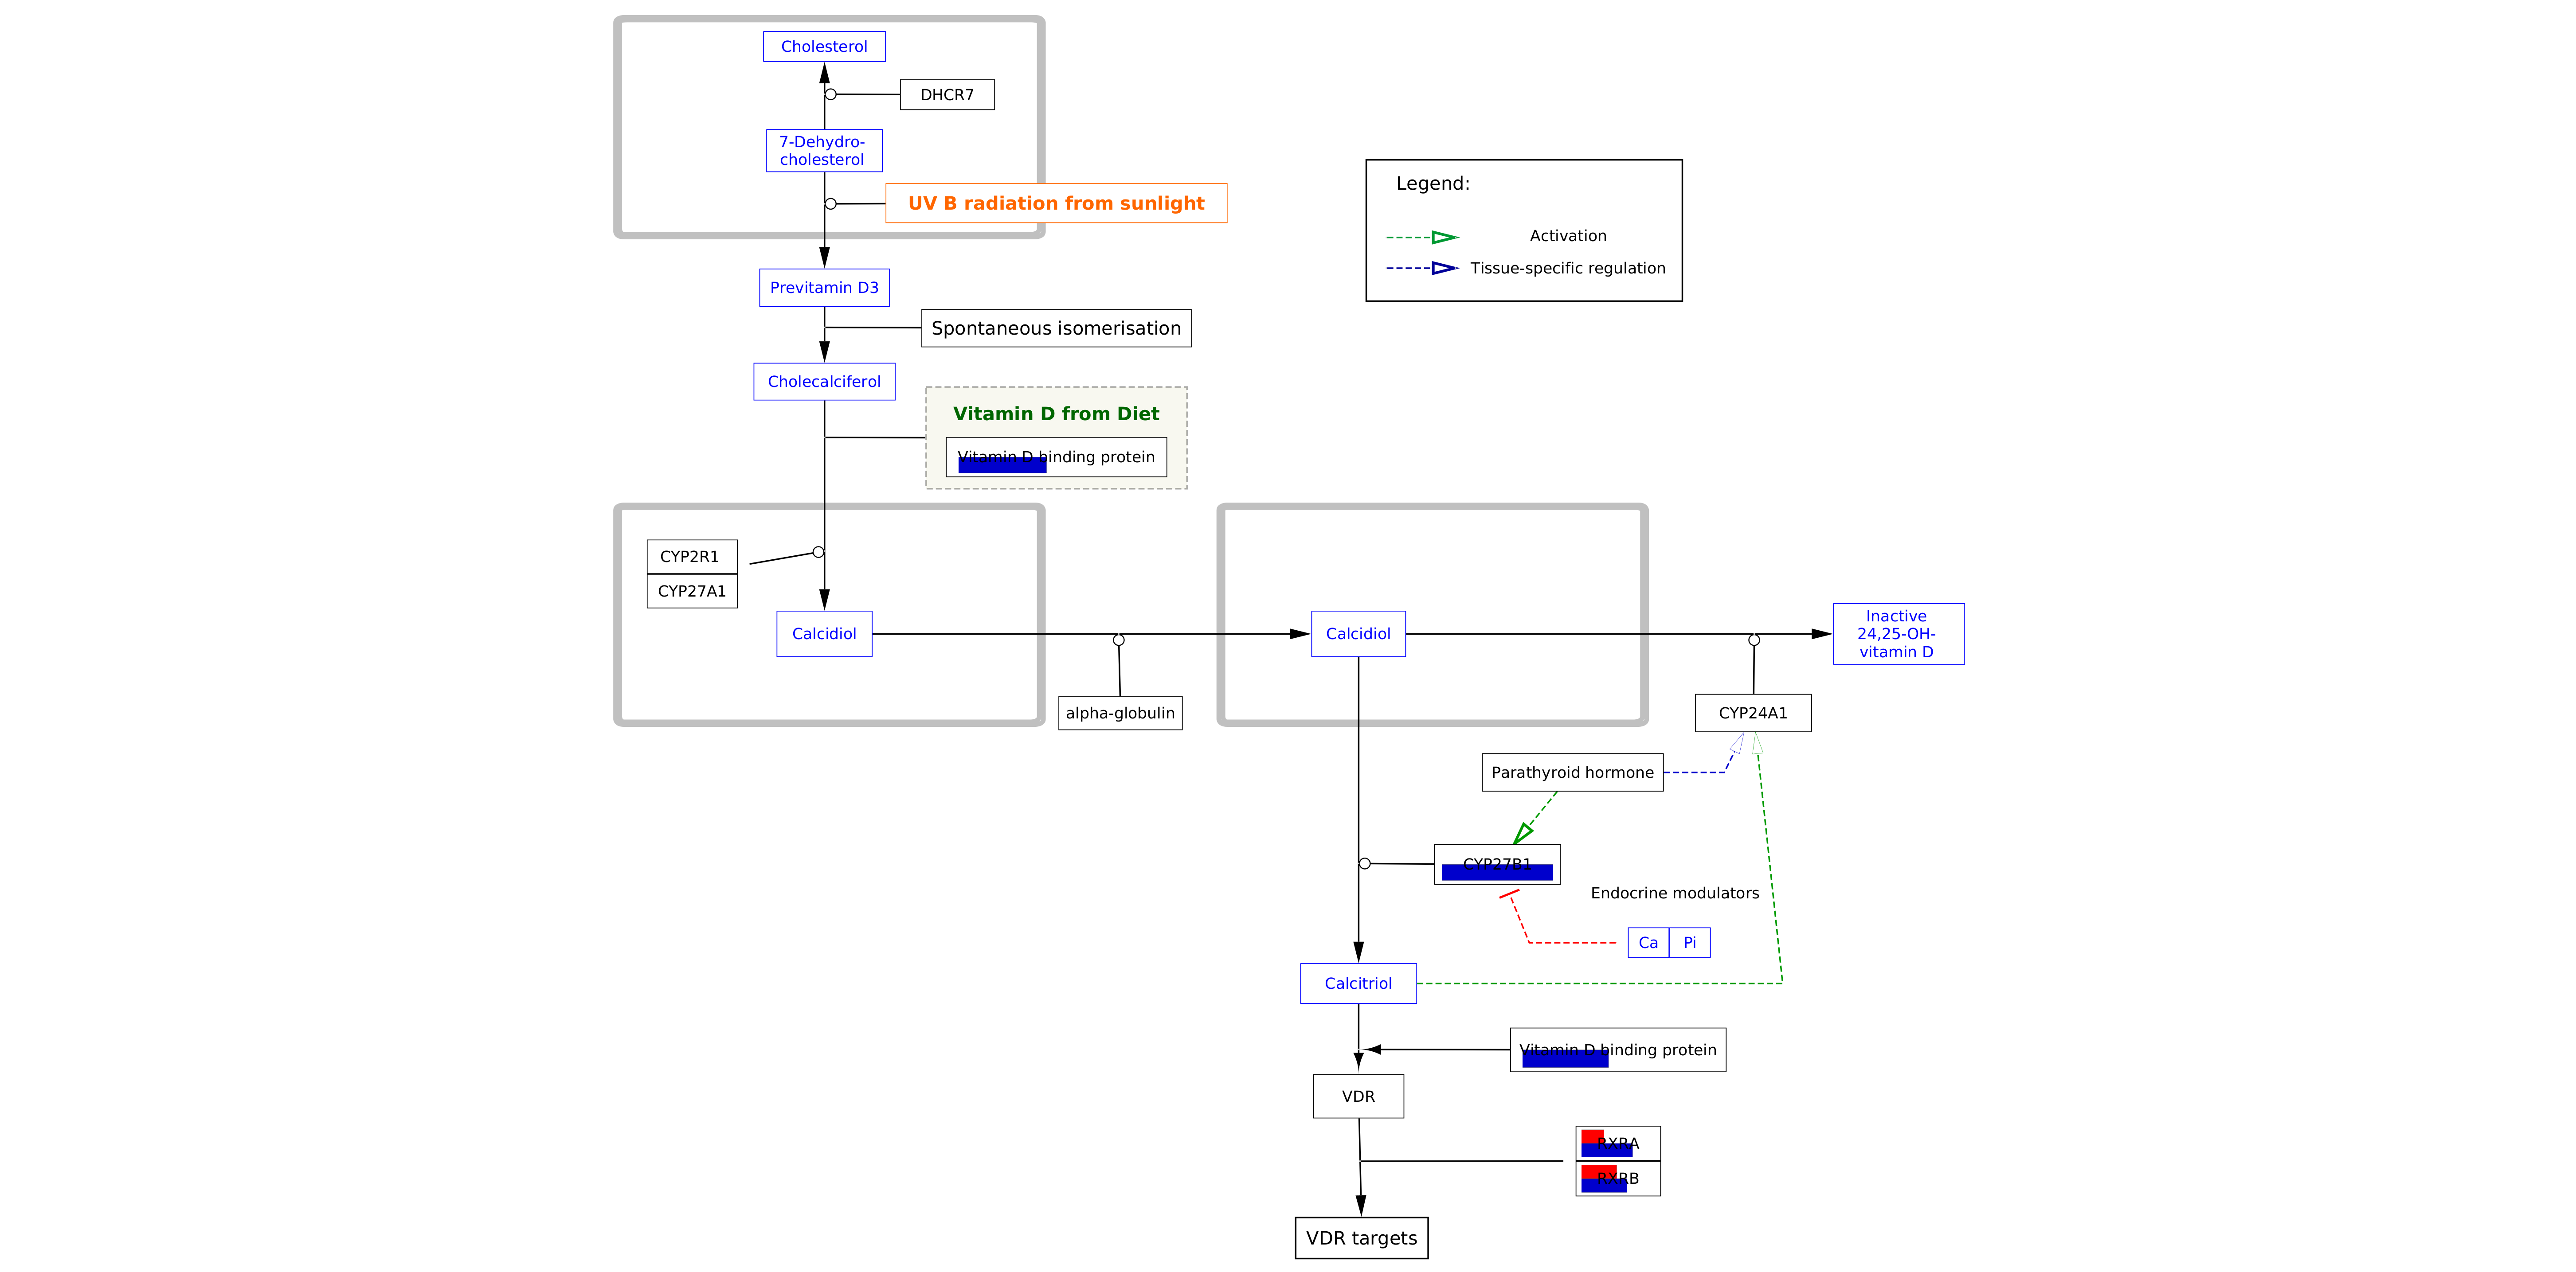 Cholesterol
DHCR7
7-Dehydro-
cholesterol
UV B radiation from sunlight
Legend:
Activation
Tissue-specific regulation
Previtamin D3
Spontaneous isomerisation
Cholecalciferol
Vitamin D from Diet
Vitamin D binding protein
CYP2R1
CYP27A1
Calcidiol
Calcidiol
Inactive
24,25-OH-
vitamin D
alpha-globulin
CYP24A1
Parathyroid hormone
CYP27B1
Endocrine modulators
Ca
Pi
Calcitriol
Vitamin D binding protein
VDR
RXRA
RXRB
VDR targets